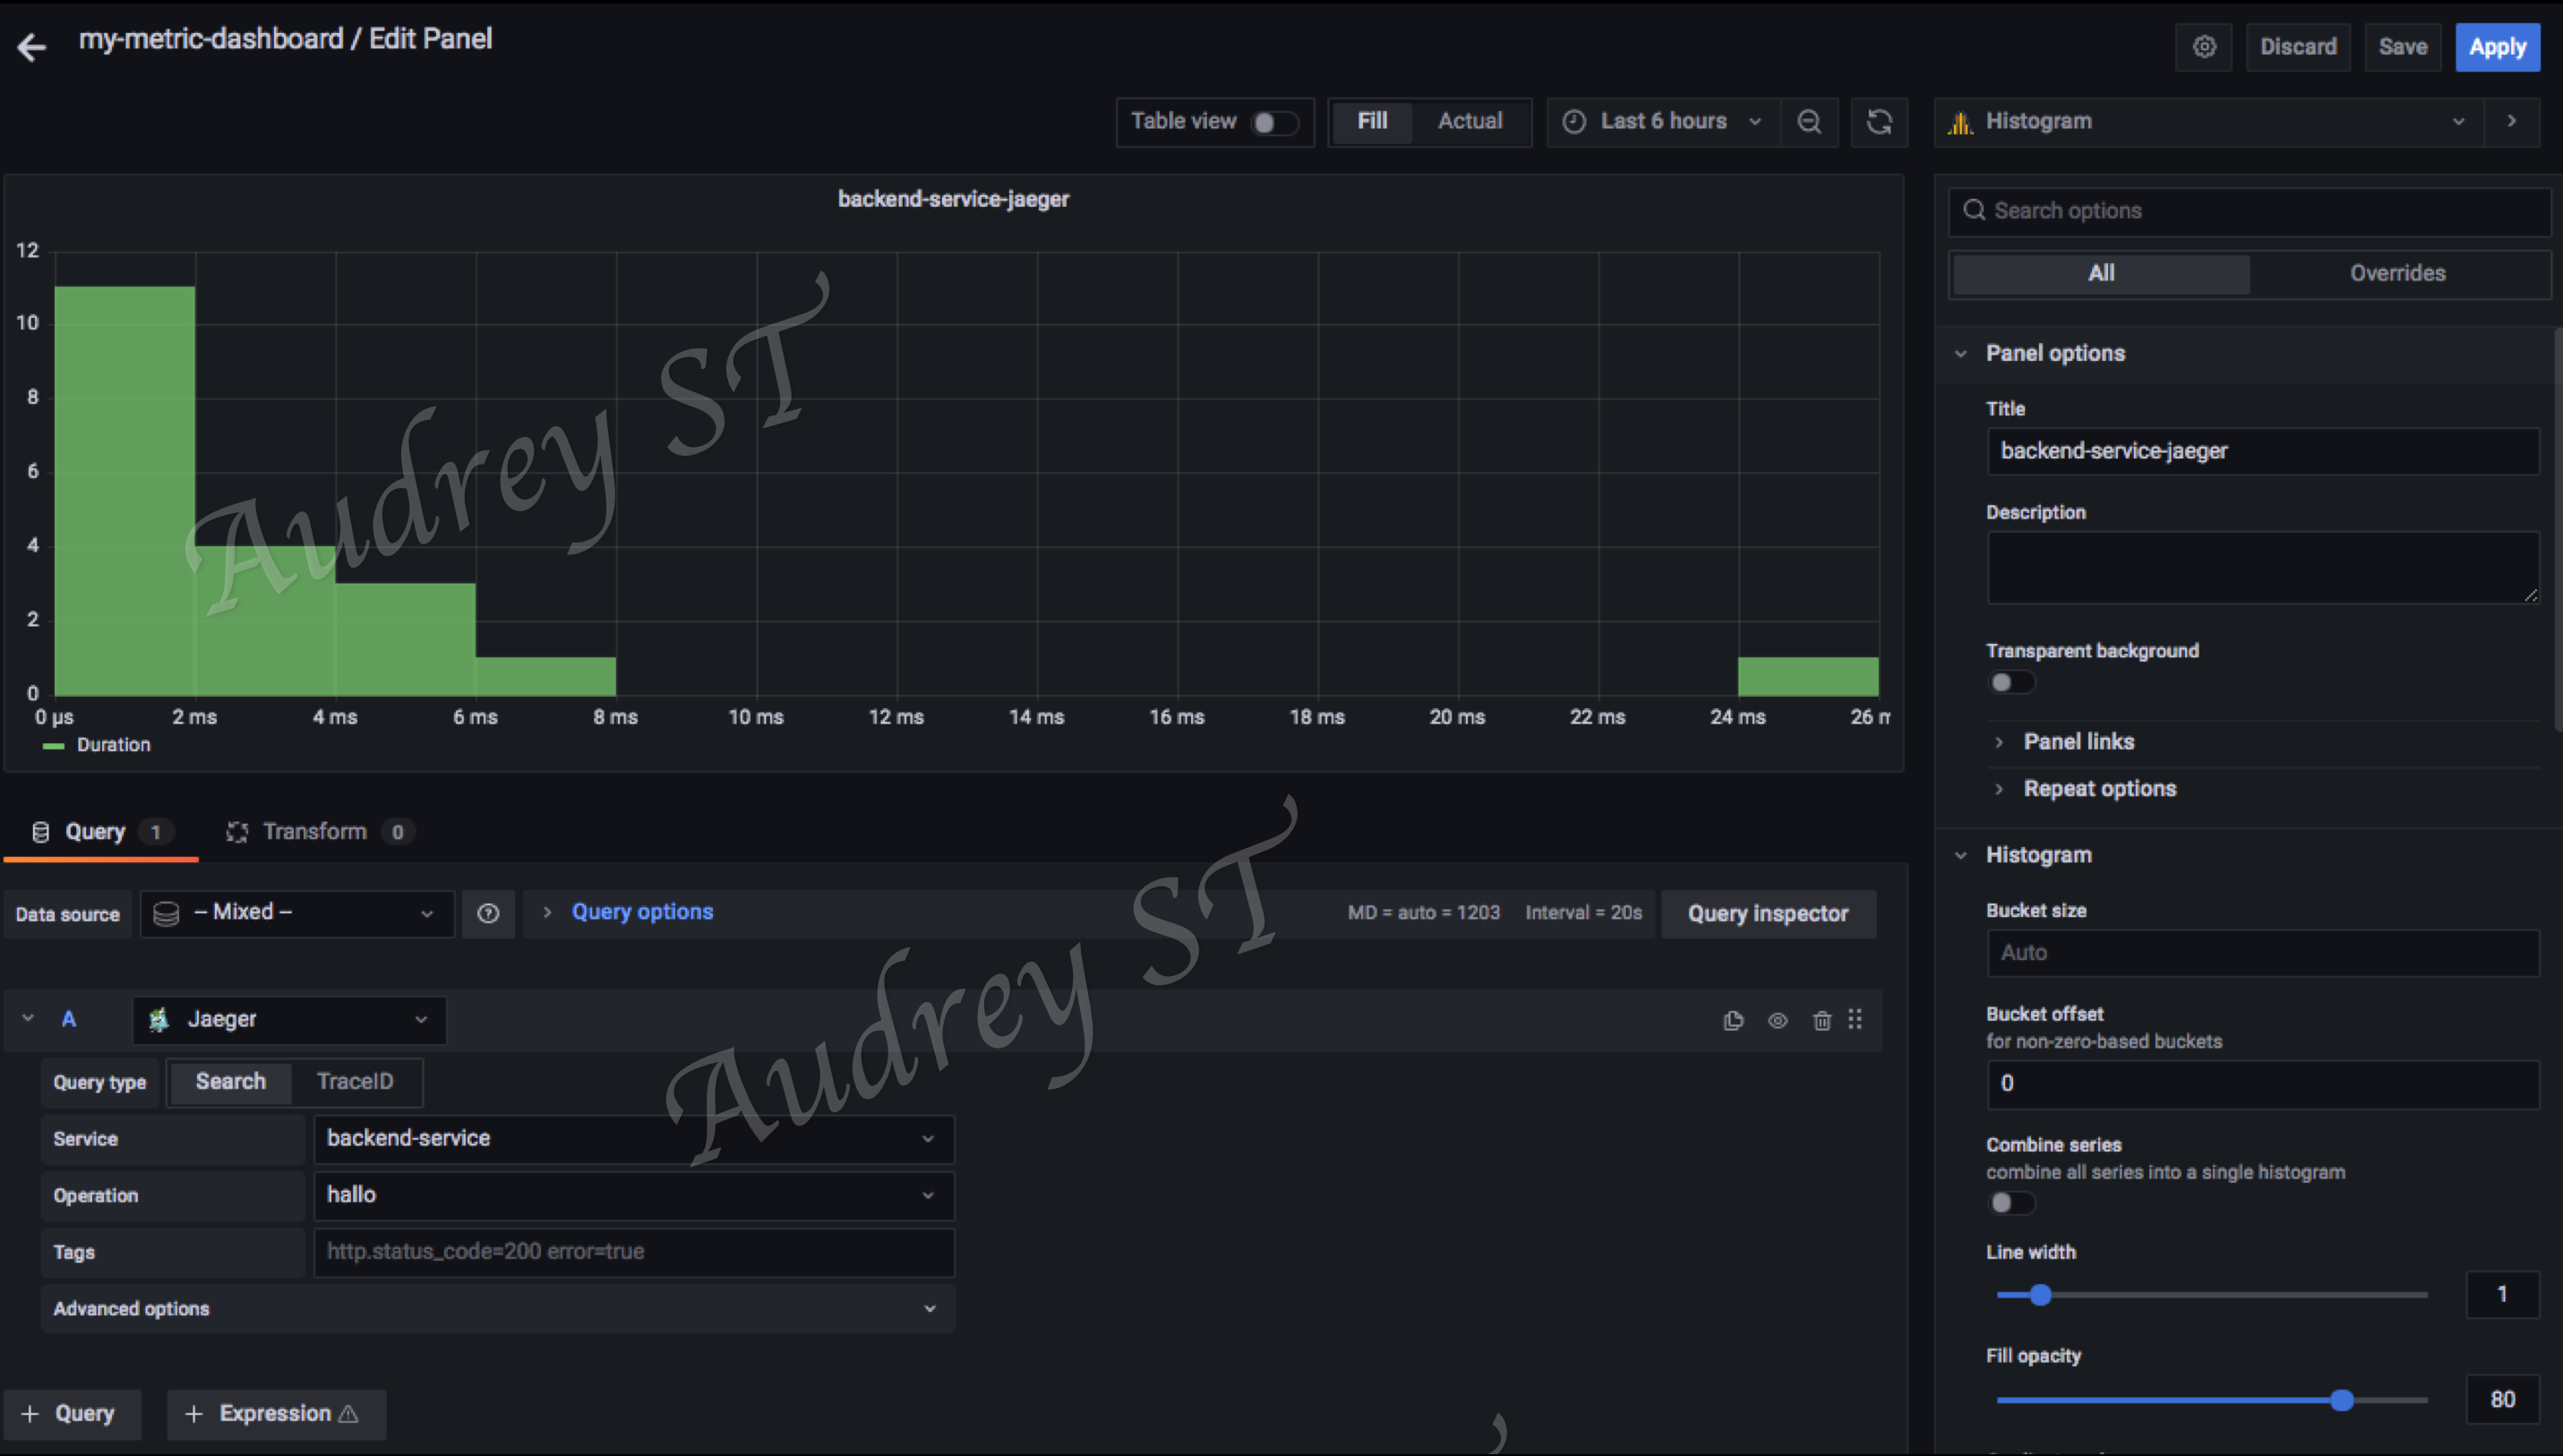 my-metric-dashboard / Edit Panel
Discard Save Apply
Table view Fill Actual Last 6 hours Histogram
backend-service-jaeger
Search options
All Overrides
12
10
8
6
4
2
0
0 µs 2 ms 4 ms 6 ms 8 ms 10 ms 12 ms 14 ms 16 ms 18 ms 20 ms 22 ms 24 ms 26 m
Duration
Audrey ST
Panel options
Title
backend-service-jaeger
Description
Transparent background
Panel links
Repeat options
Query 1 Transform 0
Data source -- Mixed -- Query options MD = auto = 1203 Interval = 20s Query inspector
A Jaeger
Query type Search TraceID
Service backend-service
Operation hallo
Tags http.status_code=200 error=true
Advanced options
+ Query + Expression
Audrey ST
Histogram
Bucket size
Auto
Bucket offset
for non-zero-based buckets
0
Combine series
combine all series into a single histogram
Line width
1
Fill opacity
80